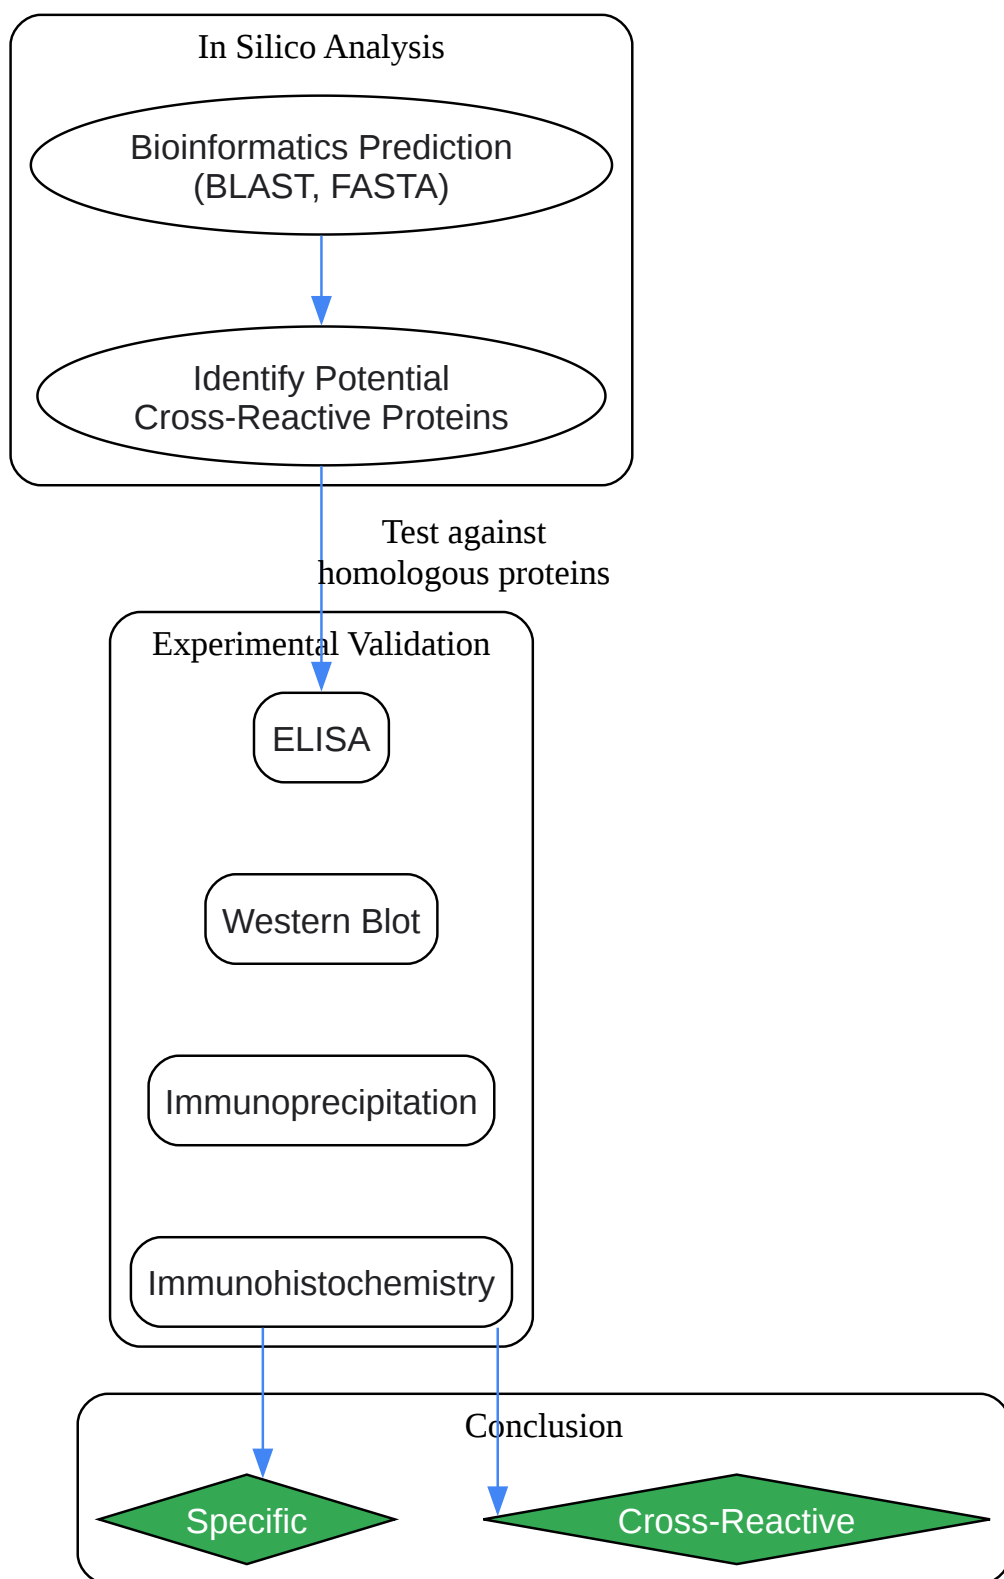 In Silico Analysis
Bioinformatics Prediction
(BLAST, FASTA)
Identify Potential
Cross-Reactive Proteins
Test against
homologous proteins
Experimental Validation
ELISA
Western Blot
Immunoprecipitation
Immunohistochemistry
Conclusion
Specific
Cross-Reactive